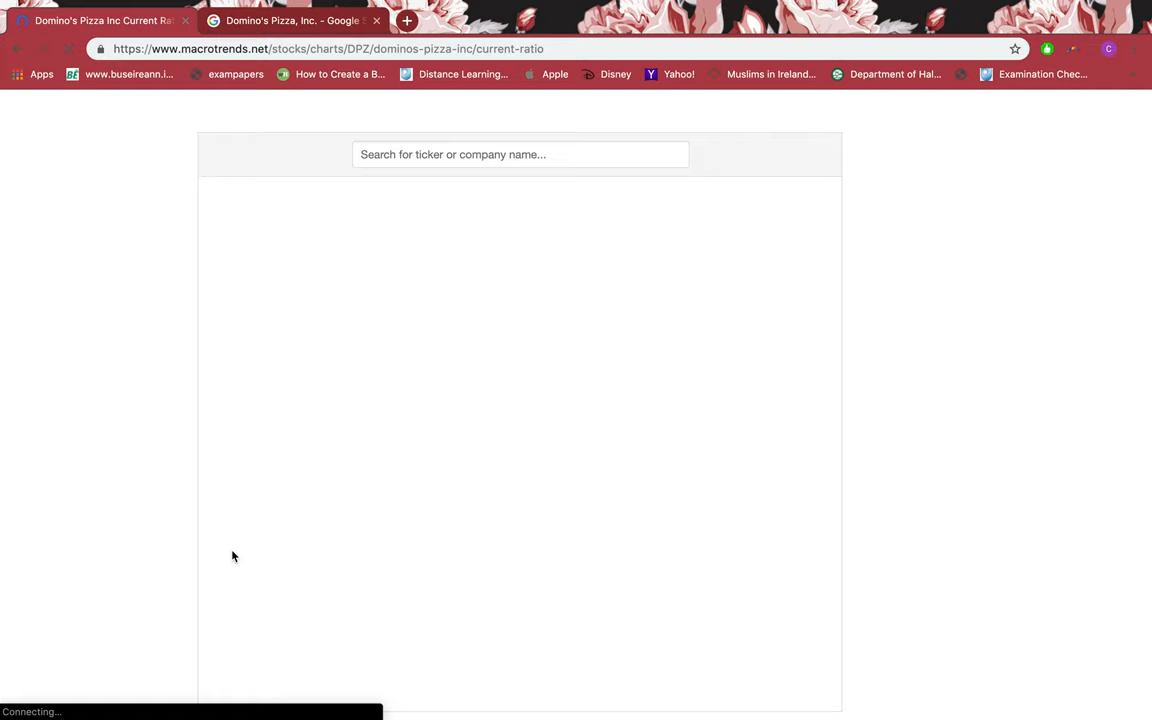 Domino's Pizza Inc Current Ra
Domino's Pizza, Inc. - Google S
https://www.macrotrends.net/stocks/charts/DPZ/dominos-pizza-inc/current-ratio
C
Apps www.buseireann.i... exampapers How to Create a B... Distance Learning,... Apple Disney Yahoo! Muslims in Ireland... Department of Hal... Examination Chec...
Search for ticker or company name...
Connecting...